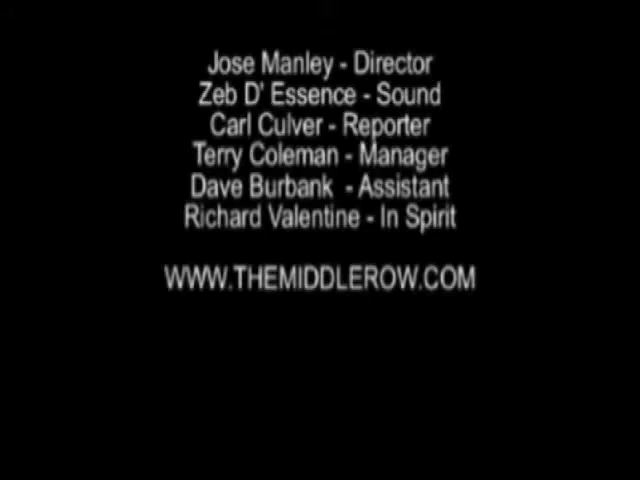 Jose Manley - Director
Zeb D' Essence - Sound
Carl Culver - Reporter
Terry Coleman - Manager
Dave Burbank - Assistant
Richard Valentine - In Spirit
WWW.THEMIDDLEROW.COM